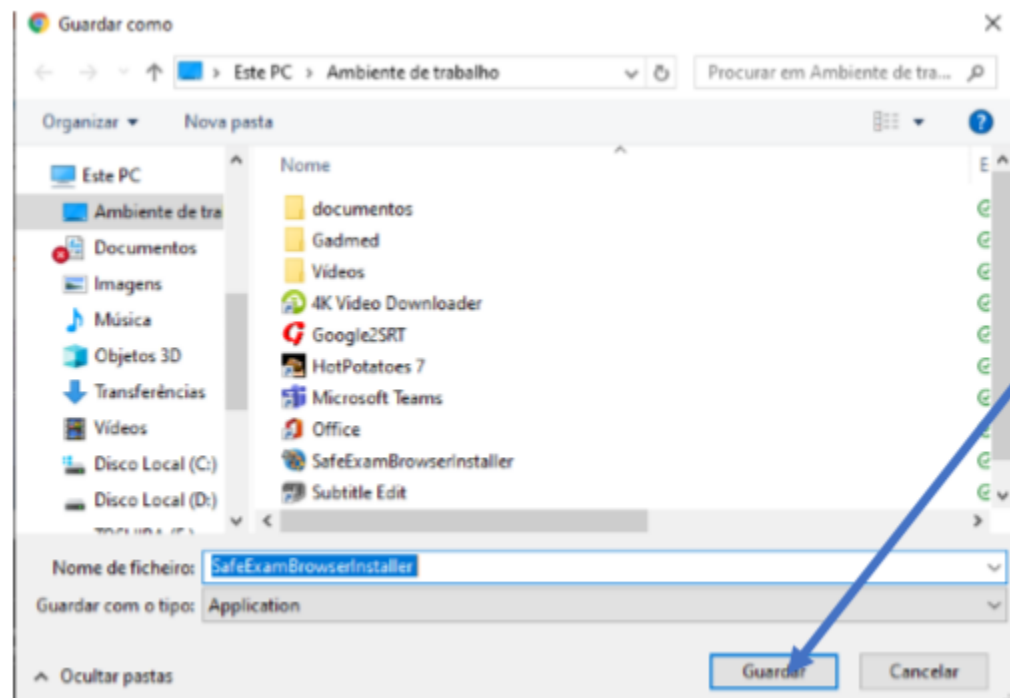 Guardar como
Este PC > Ambiente de trabalho
Procurar em Ambiente de tra...
Organizar
Nova pasta
Este PC
Ambiente de tra
Documentos
Imagens
Música
Objetos 3D
Transferências
Vídeos
Disco Local (C:)
Disco Local (D:)
Nome
E
documentos
Gadmed
Vídeos
4K Video Downloader
Google2SRT
HotPotatoes 7
Microsoft Teams
Office
SafeExamBrowserInstaller
Subtitle Edit
Nome de ficheiro: SafeExamBrowserInstaller
Guardar com o tipo: Application
Ocultar pastas
Guardar
Cancelar